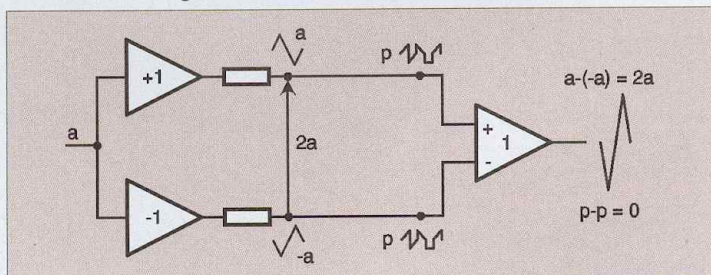 a
p
a-(-a) = 2a
+1
a
2a
+
1
-
-1
-a
p
p-p = 0